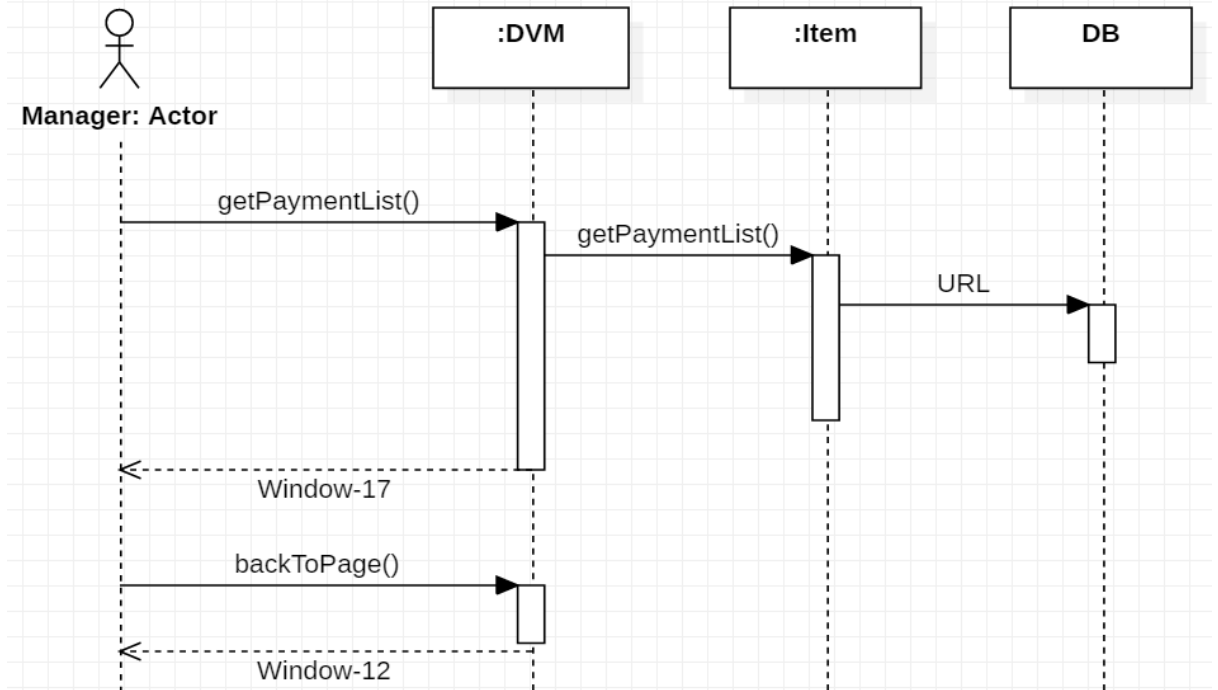 :DVM
:Item
DB
Manager: Actor
getPaymentList()
getPaymentList()
URL
Window-17
backToPage()
Window-12